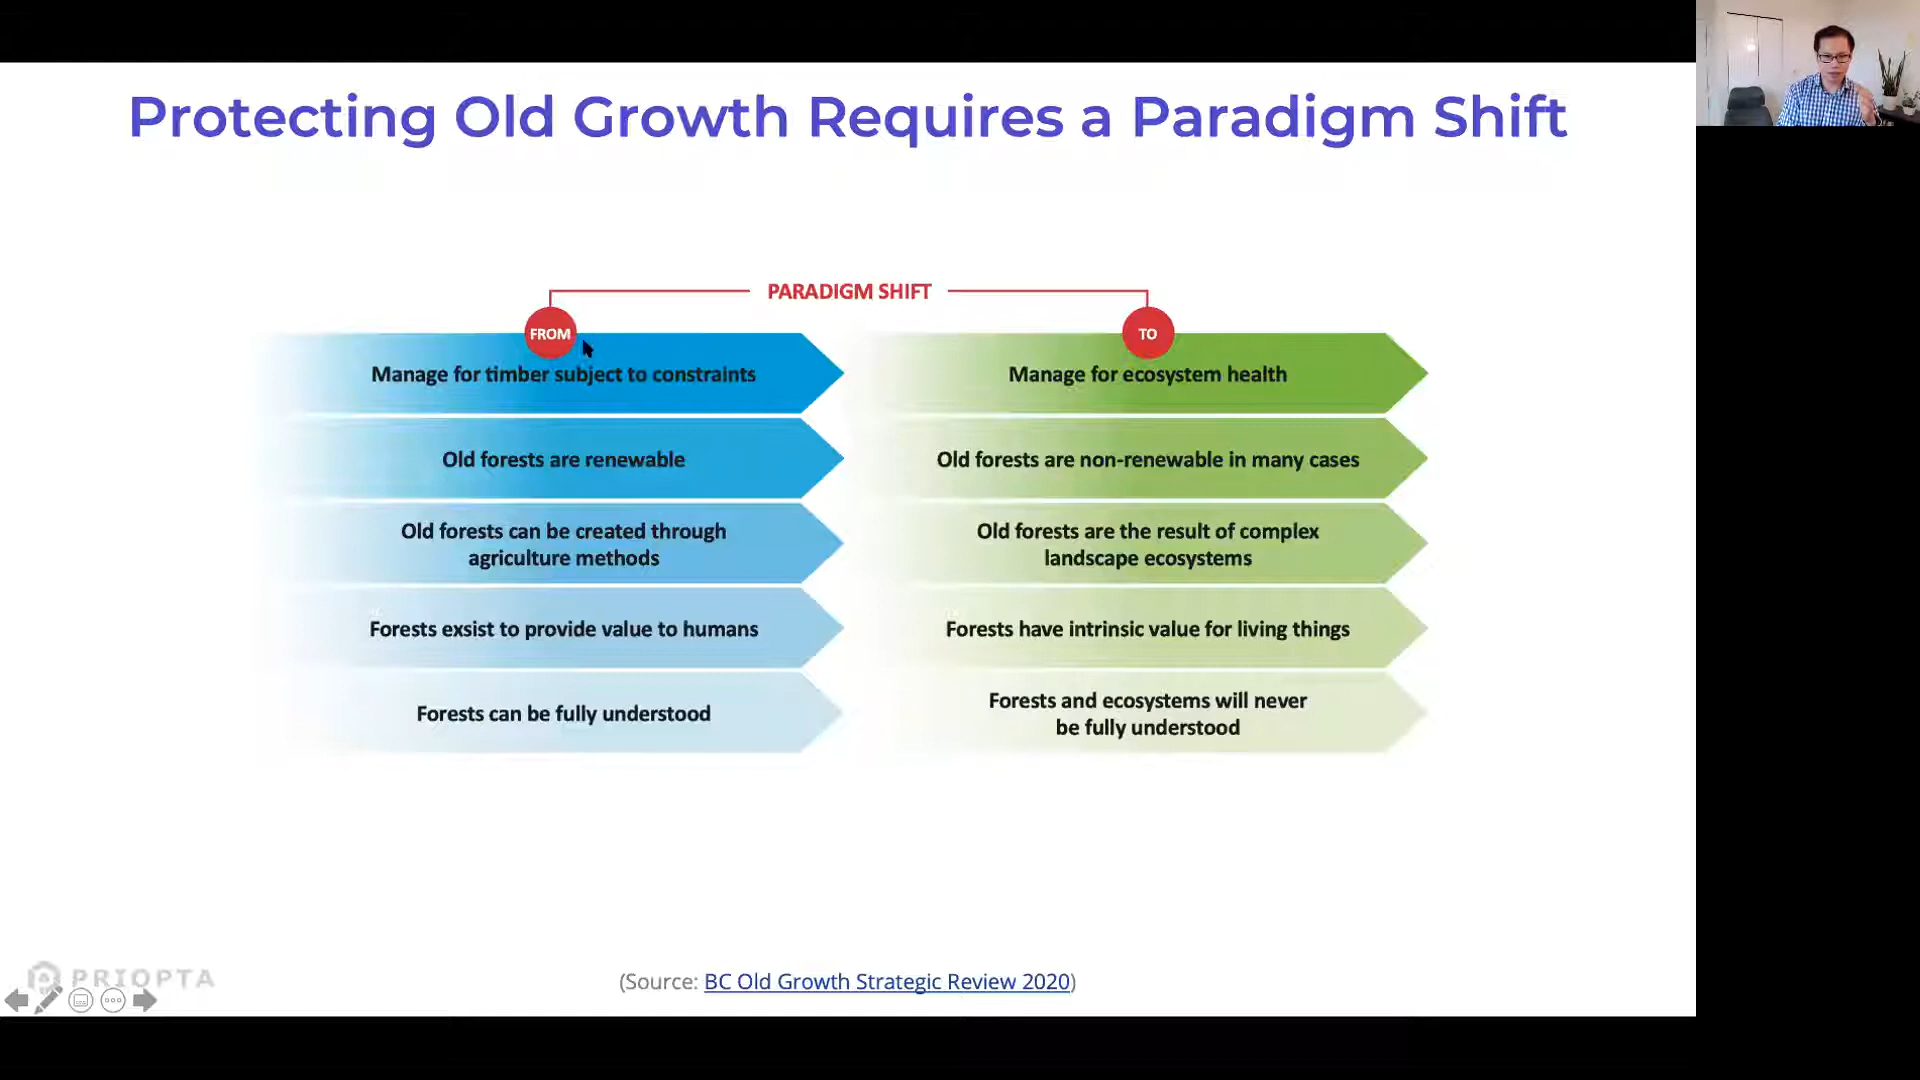 Protecting Old Growth Requires a Paradigm Shift
PARADIGM SHIFT
FROM
TO
Manage for timber subject to constraints
Manage for ecosystem health
Old forests are renewable
Old forests are non-renewable in many cases
Old forests can be created through
agriculture methods
Old forests are the result of complex
landscape ecosystems
Forests exsist to provide value to humans
Forests have intrinsic value for living things
Forests can be fully understood
Forests and ecosystems will never
be fully understood
PRIOPTA
(Source: BC Old Growth Strategic Review 2020)